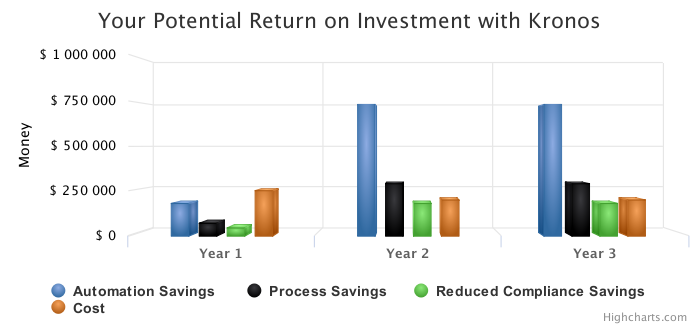 Your Potential Return on Investment with Kronos
$ 1 000 000
$ 750 000
$ 500 000
$ 250 000
$ 0
Money
Year 1 Year 2 Year 3
Automation Savings Process Savings Reduced Compliance Savings
Cost
Highcharts.com